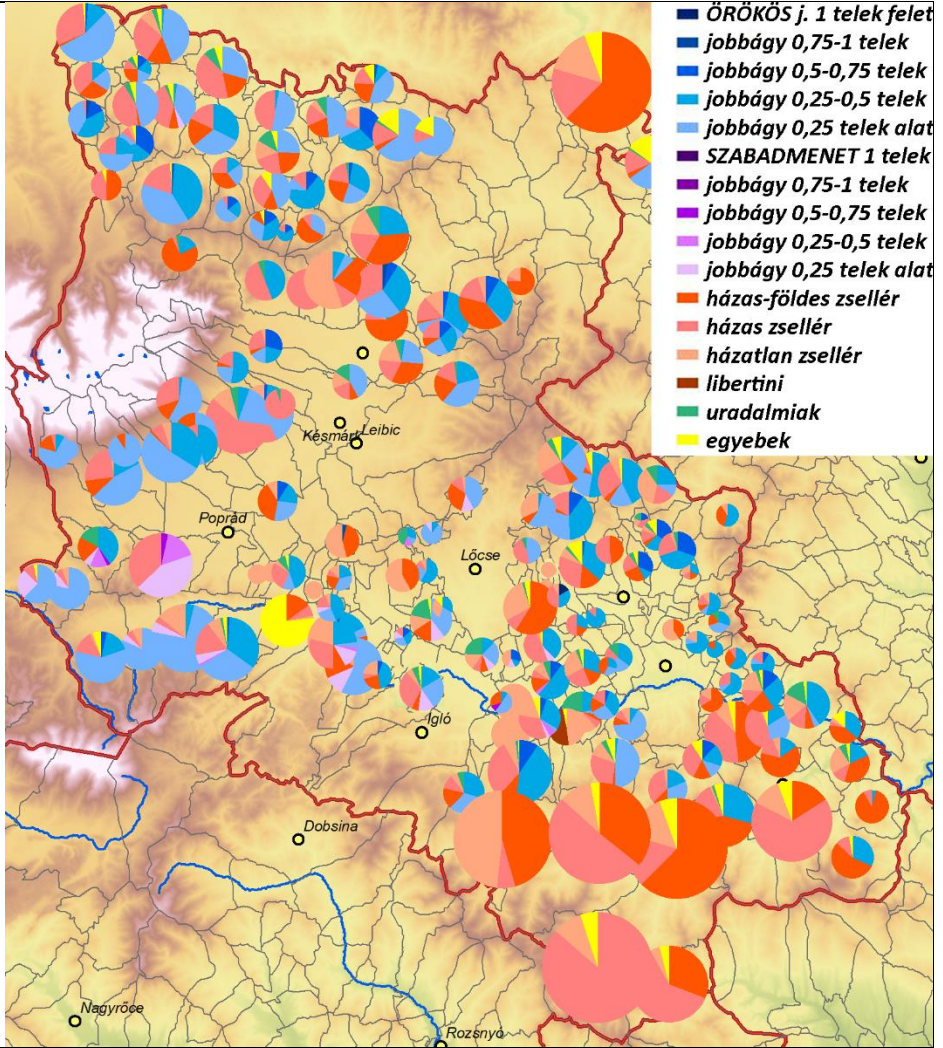 ÖRÖKÖS j. 1 telek felet
jobbágy 0,75-1 telek
jobbágy 0,5-0,75 telek
jobbágy 0,25-0,5 telek
jobbágy 0,25 telek alat
SZABADMENET 1 telek
jobbágy 0,75-1 telek
jobbágy 0,5-0,75 telek
jobbágy 0,25-0,5 telek
jobbágy 0,25 telek alat
házas-földes zsellér
házas zsellér
házatlan zsellér
libertini
uradalmiak
egyebek
Késmárk
Leibic
Poprád
Lőcse
Igló
Dobsina
Nagyrőce
Rozsnyó